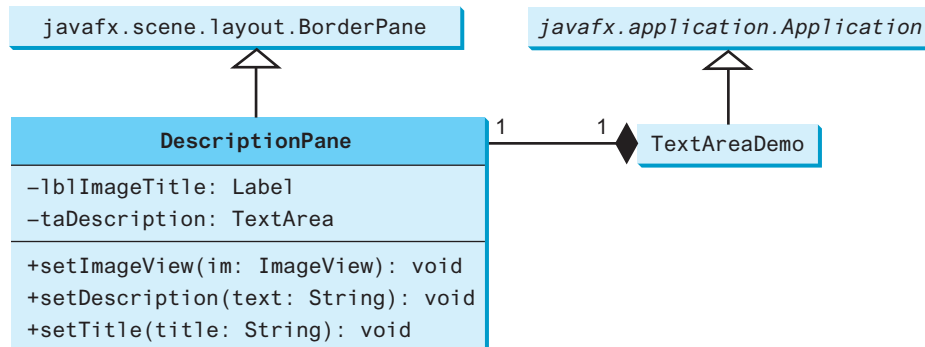 javafx.scene.layout.BorderPane
javafx.application.Application
DescriptionPane
1
1
TextAreaDemo
–lblImageTitle: Label
–taDescription: TextArea
+setImageView(im: ImageView): void
+setDescription(text: String): void
+setTitle(title: String): void